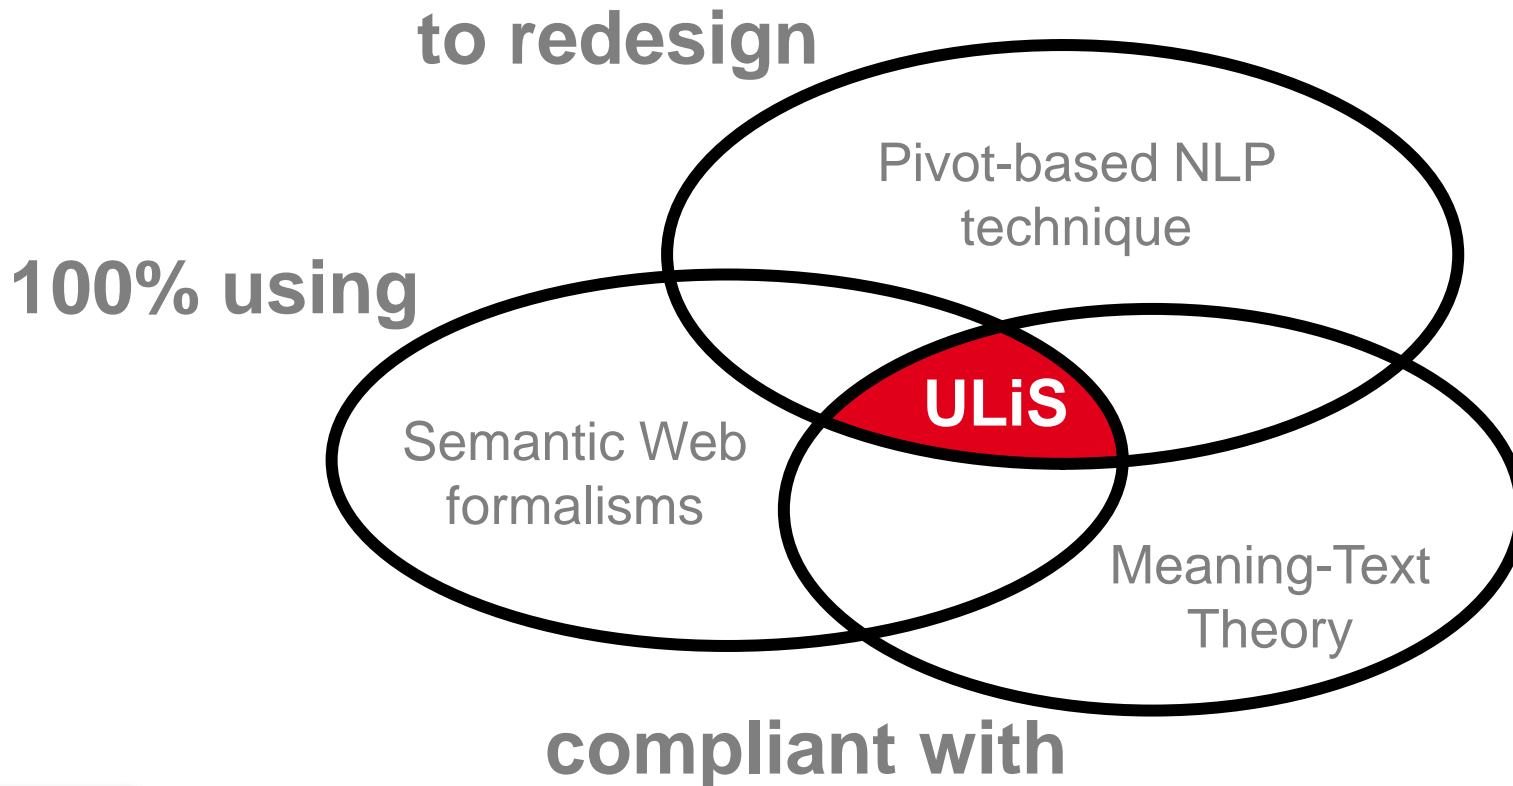 to redesign
Pivot-based NLP
technique
100% using
ULiS
Semantic Web
formalisms
Meaning-Text
Theory
compliant with